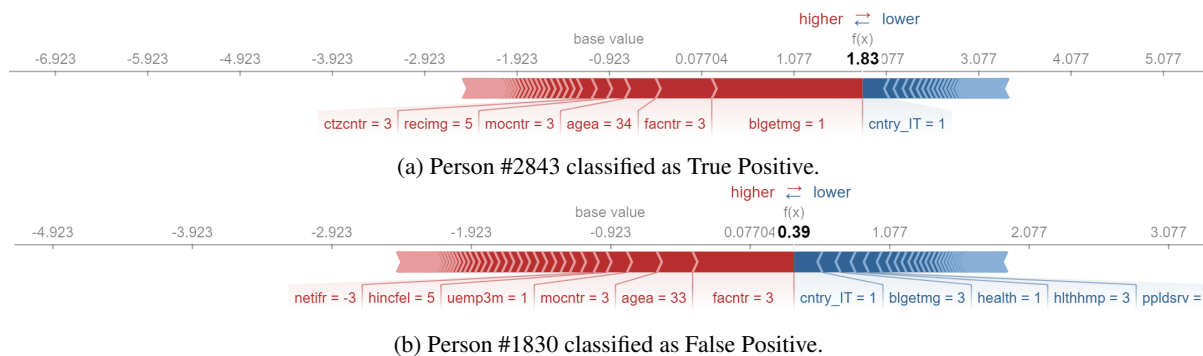 higher ⇄ lower
base value f(x)
-6.923 -5.923 -4.923 -3.923 -2.923 -1.923 -0.923 0.07704 1.077 1.83 077 3.077 4.077 5.077
ctzcntr = 3 recimg = 5 mocntr = 3 agea = 34 facntr = 3 blgetmg = 1 cntry_IT = 1
(a) Person #2843 classified as True Positive.
higher ⇄ lower
base value f(x)
-4.923 -3.923 -2.923 -1.923 -0.923 0.07704 0.39 1.077 2.077 3.077
netifr = -3 hincfel = 5 uemp3m = 1 mocntr = 3 agea = 33 facntr = 3 cntry_IT = 1 blgetmg = 3 health = 1 hlthhmp = 3 ppldsrv =
(b) Person #1830 classified as False Positive.